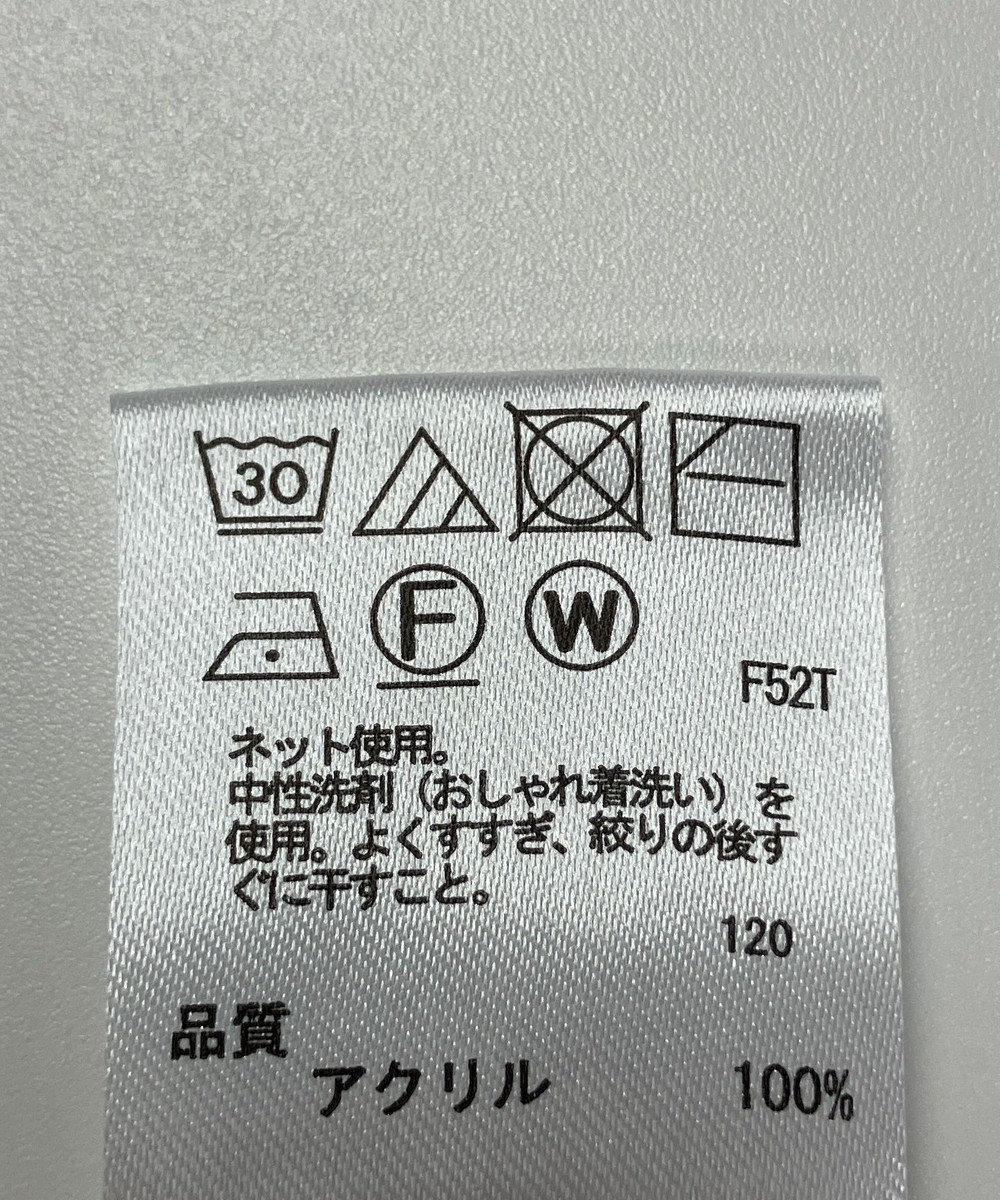 30
F W
F52T
ネット使用。
中性洗剤（おしゃれ着洗い）を
使用。よくすすぎ、絞りの後す
ぐに干すこと。
120
品質
アクリル 100%